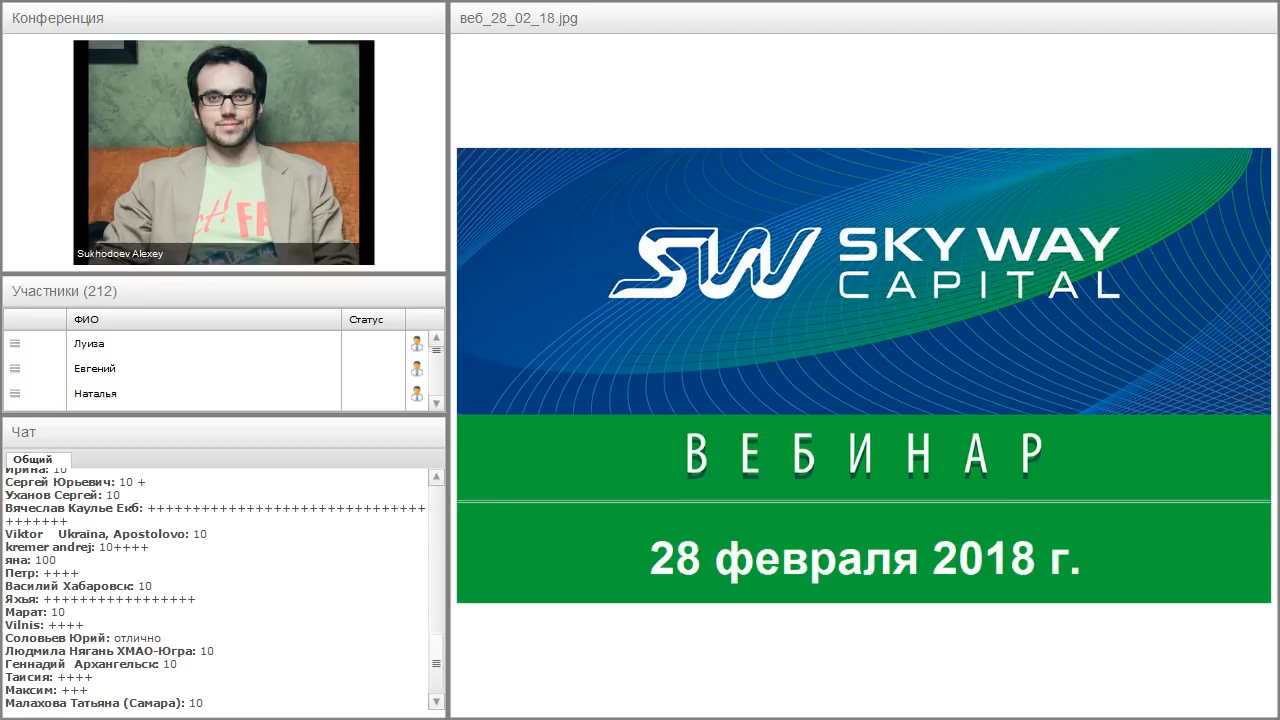 Конференция
Sukhodoev Alexey
Участники (212)
ФИО
Статус
Луиза
Евгений
Наталья
Чат
Общий
Ирина: 10
Сергей Юрьевич: 10 +
Уханов Сергей: 10
Вячеслав Каулье Екб: +++++++++++++++++++++++++++++++
+++++++
Viktor Ukraina, Apostolovo: 10
kremer andrej: 10++++
яна: 100
Петр: ++++
Василий Хабаровск: 10
Яхья: +++++++++++++++++
Марат: 10
Vilnis: ++++
Соловьев Юрий: отлично
Людмила Нягань ХМАО-Югра: 10
Геннадий Архангельск: 10
Таисия: ++++
Максим: +++
Малахова Татьяна (Самара): 10
веб_28_02_18.jpg
SW SKY WAY
CAPITAL
ВЕБИНАР
28 февраля 2018 г.